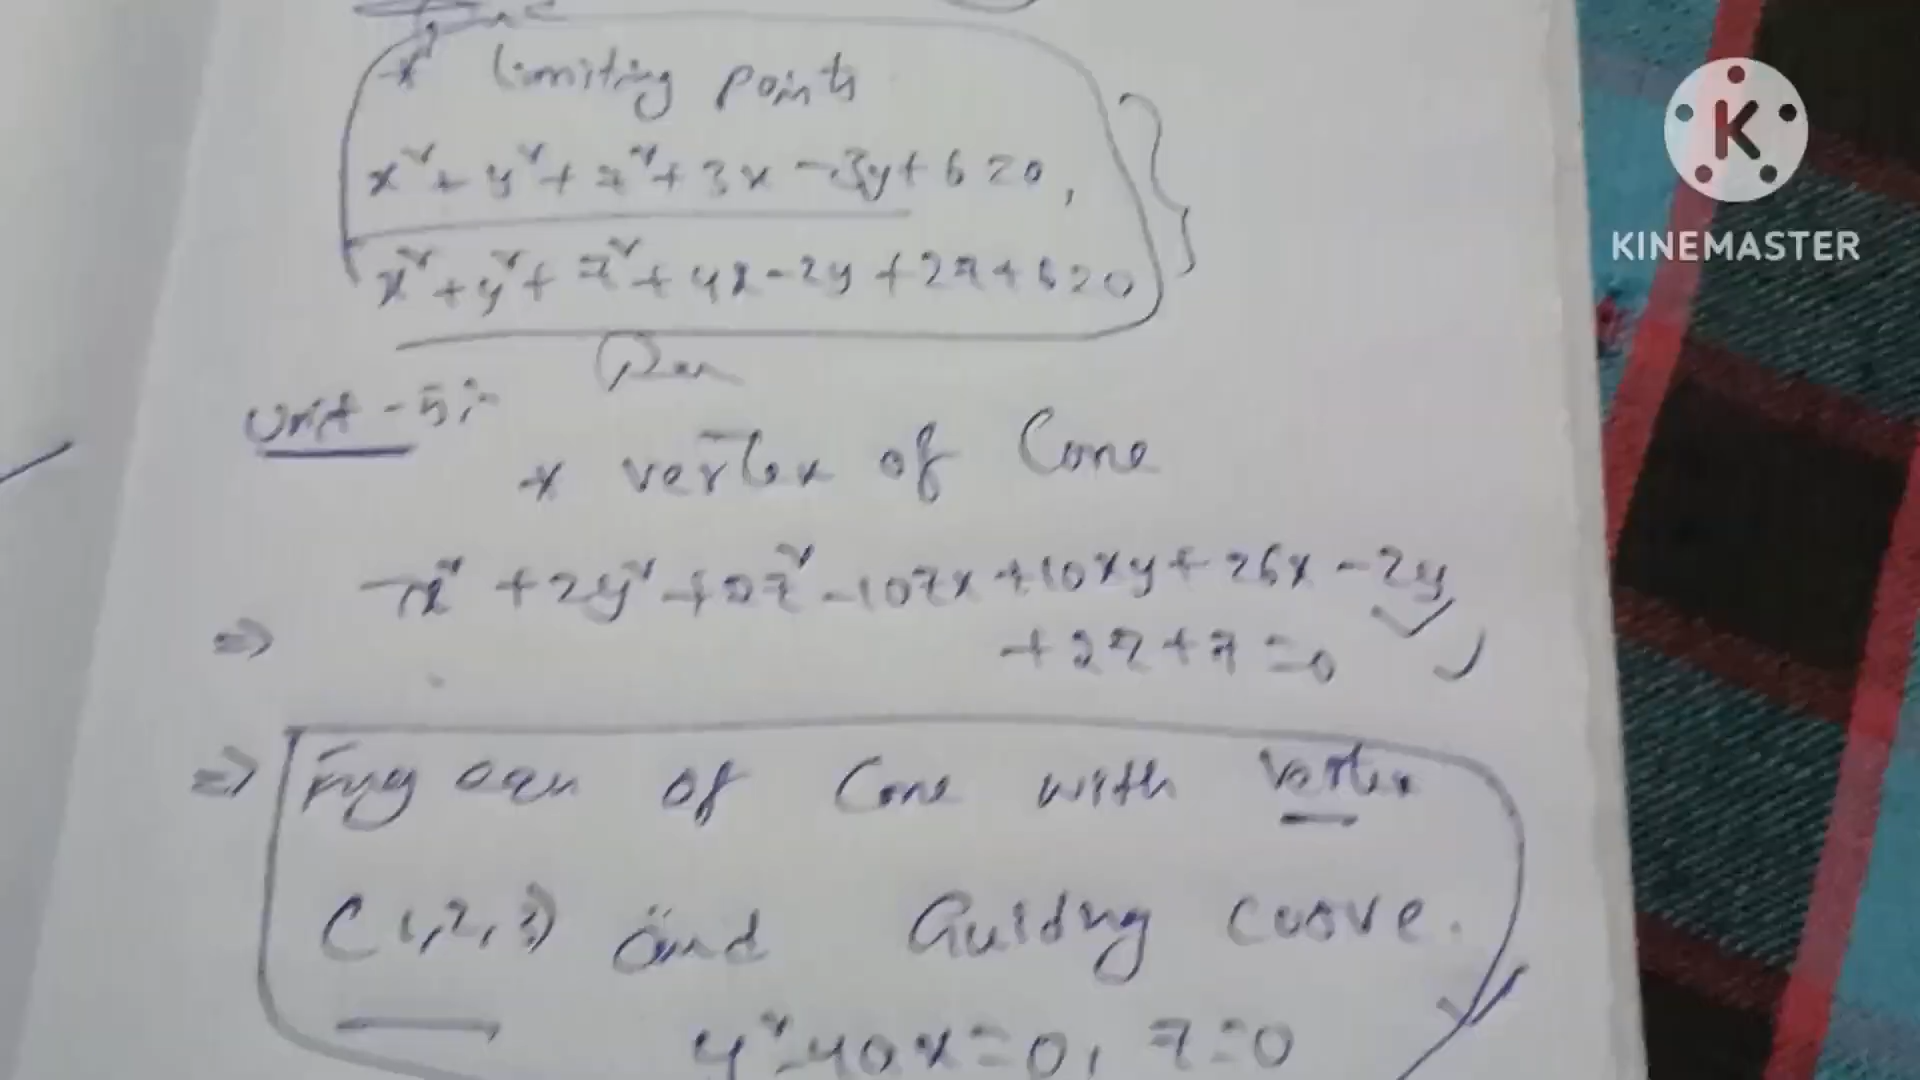 * limiting points
x² + y² + z² + 3x - 3y + 6 = 0,
x² + y² + z² + 4x - 2y + 2z + 6 = 0
Unit - 5 :-
* vertex of Cone
7x² + 2y² + 2z² - 10zx + 10xy + 26x - 2y
⇒ + 2z + 7 = 0
⇒ eqn of Cone with vertex
(1,2,3) and Guiding curve.
y² - 4ax = 0, z = 0
K
KINEMASTER